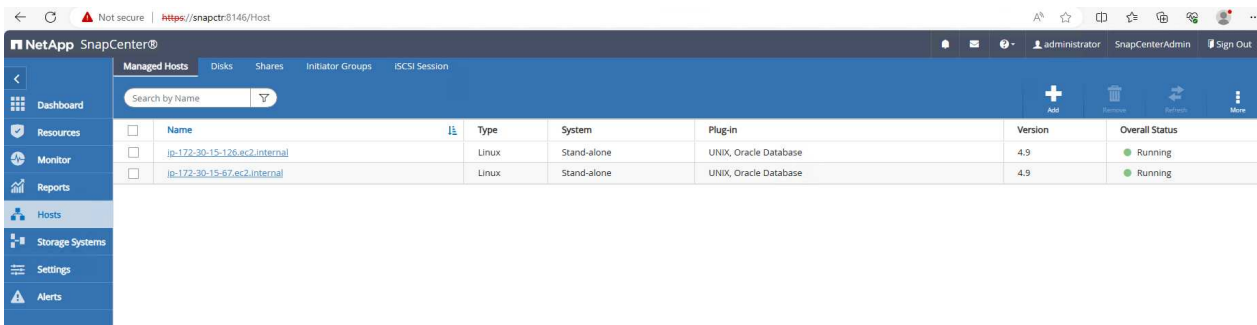 Not secure | https://snapctr:8146/Host
NetApp SnapCenter®
administrator SnapCenterAdmin Sign Out
Managed Hosts Disks Shares Initiator Groups iSCSI Session
Search by Name
Add Remove Refresh More
Dashboard
Resources
Monitor
Reports
Hosts
Storage Systems
Settings
Alerts
Name Type System Plug-in Version Overall Status
ip-172-30-15-126.ec2.internal Linux Stand-alone UNIX, Oracle Database 4.9 Running
ip-172-30-15-67.ec2.internal Linux Stand-alone UNIX, Oracle Database 4.9 Running